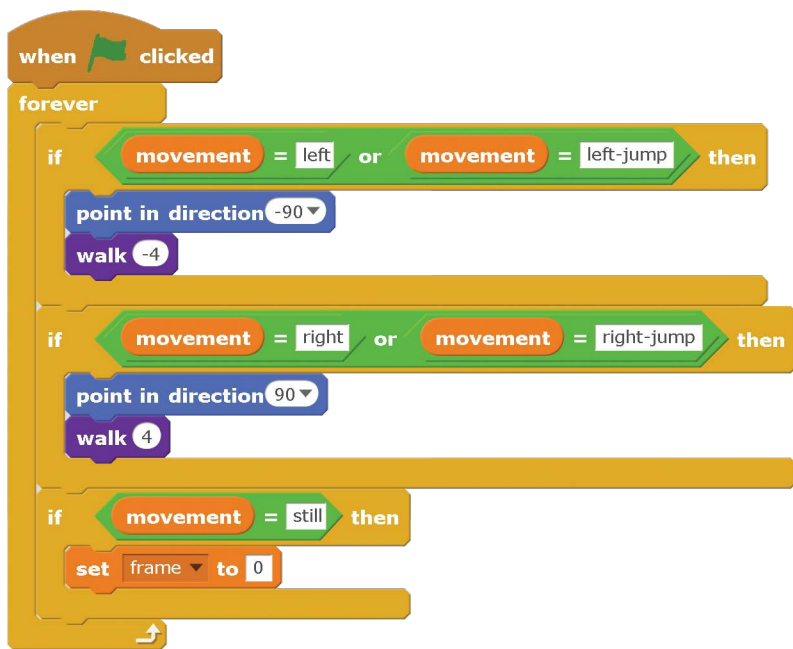 when clicked
forever
if movement = left or movement = left-jump then
point in direction -90
walk -4
if movement = right or movement = right-jump then
point in direction 90
walk 4
if movement = still then
set frame to 0